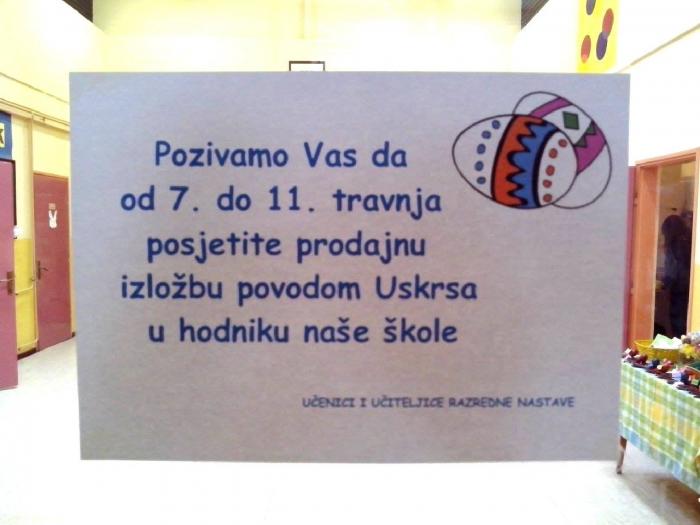 Pozivamo Vas da
od 7. do 11. travnja
posjetite prodajnu
izložbu povodom Uskrsa
u hodniku naše škole
UČENICI I UČITELJICE RAZREDNE NASTAVE